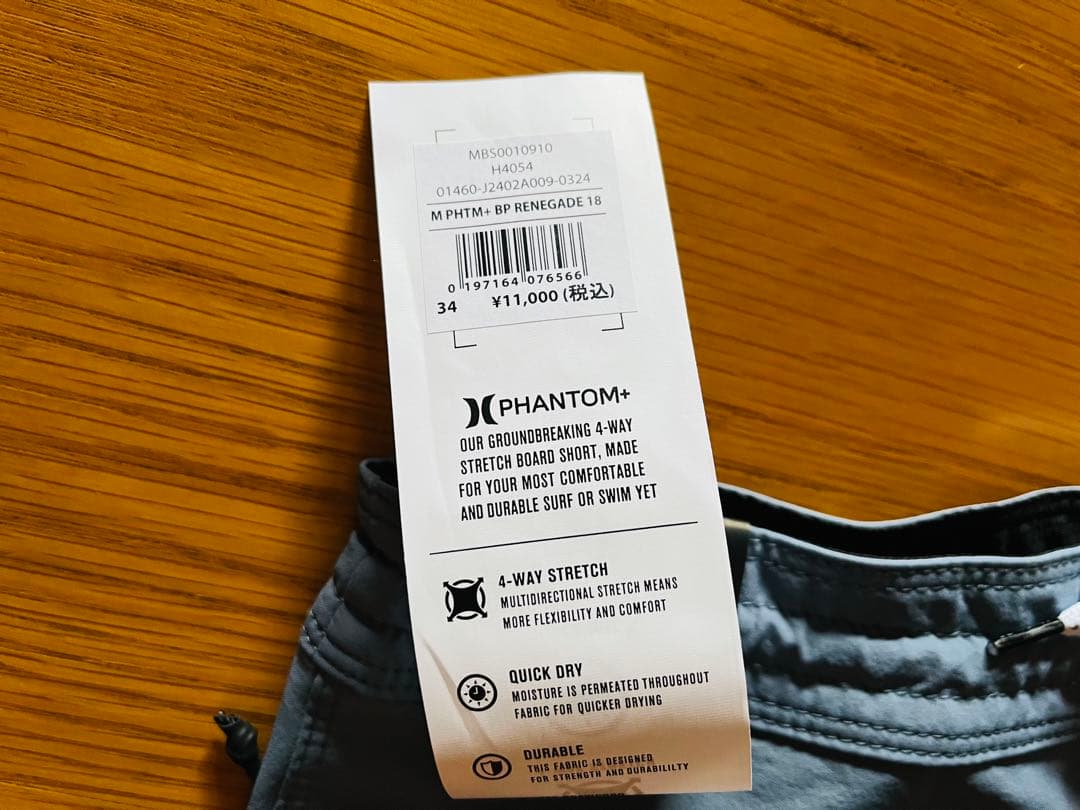 MBS0010910
H4054
01460-J2402A009-0324
M PHTM+ BP RENEGADE 18
0 197164 076566
34 ¥11,000 (税込)
PHANTOM+
OUR GROUNDBREAKING 4-WAY
STRETCH BOARD SHORT, MADE
FOR YOUR MOST COMFORTABLE
AND DURABLE SURF OR SWIM YET
4-WAY STRETCH
MULTIDIRECTIONAL STRETCH MEANS
MORE FLEXIBILITY AND COMFORT
QUICK DRY
MOISTURE IS PERMEATED THROUGHOUT
FABRIC FOR QUICKER DRYING
DURABLE
THIS FABRIC IS DESIGNED
FOR STRENGTH AND DURABILILTY